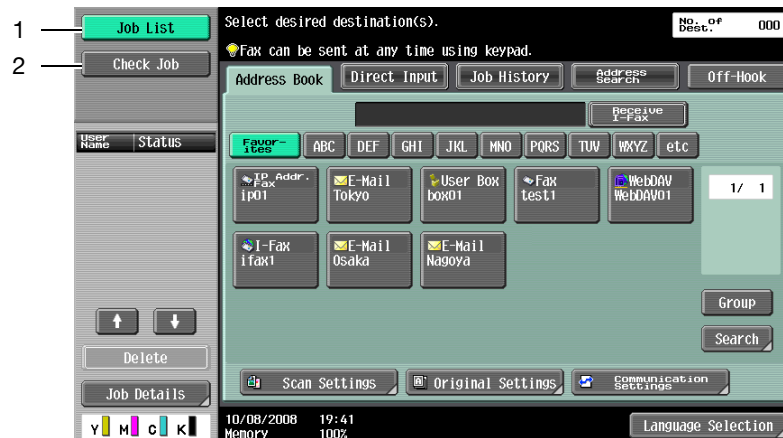 1
Job List
2
Check Job
User Name
Status
Delete
Job Details
Y M C K
Select desired destination(s).
No. of Dest.
000
Fax can be sent at any time using keypad.
Address Book
Direct Input
Job History
Address Search
Off-Hook
Receive I-Fax
Favor-ites
ABC
DEF
GHI
JKL
MNO
PQRS
TUV
WXYZ
etc
IP Addr. Fax
ip01
E-Mail
Tokyo
User Box
box01
Fax
test1
WebDAV
WebDAV01
1/ 1
I-Fax
ifax1
E-Mail
Osaka
E-Mail
Nagoya
Group
Search
Scan Settings
Original Settings
Communication Settings
10/08/2008 19:41
Memory 100%
Language Selection